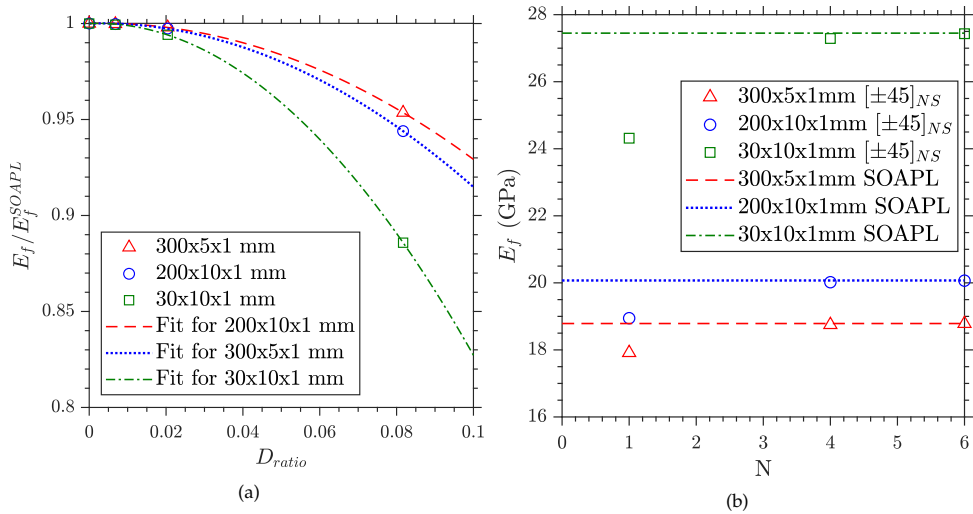 1
0.95
0.9
0.85
0.8
E_f/E_f^{SOAPL}
300x5x1 mm
200x10x1 mm
30x10x1 mm
Fit for 200x10x1 mm
Fit for 300x5x1 mm
Fit for 30x10x1 mm
0 0.02 0.04 0.06 0.08 0.1
D_{ratio}
(a)
28
26
24
22
20
18
16
E_f (GPa)
300x5x1mm [±45]_{NS}
200x10x1mm [±45]_{NS}
30x10x1mm [±45]_{NS}
300x5x1mm SOAPL
200x10x1mm SOAPL
30x10x1mm SOAPL
0 1 2 3 4 5 6
N
(b)